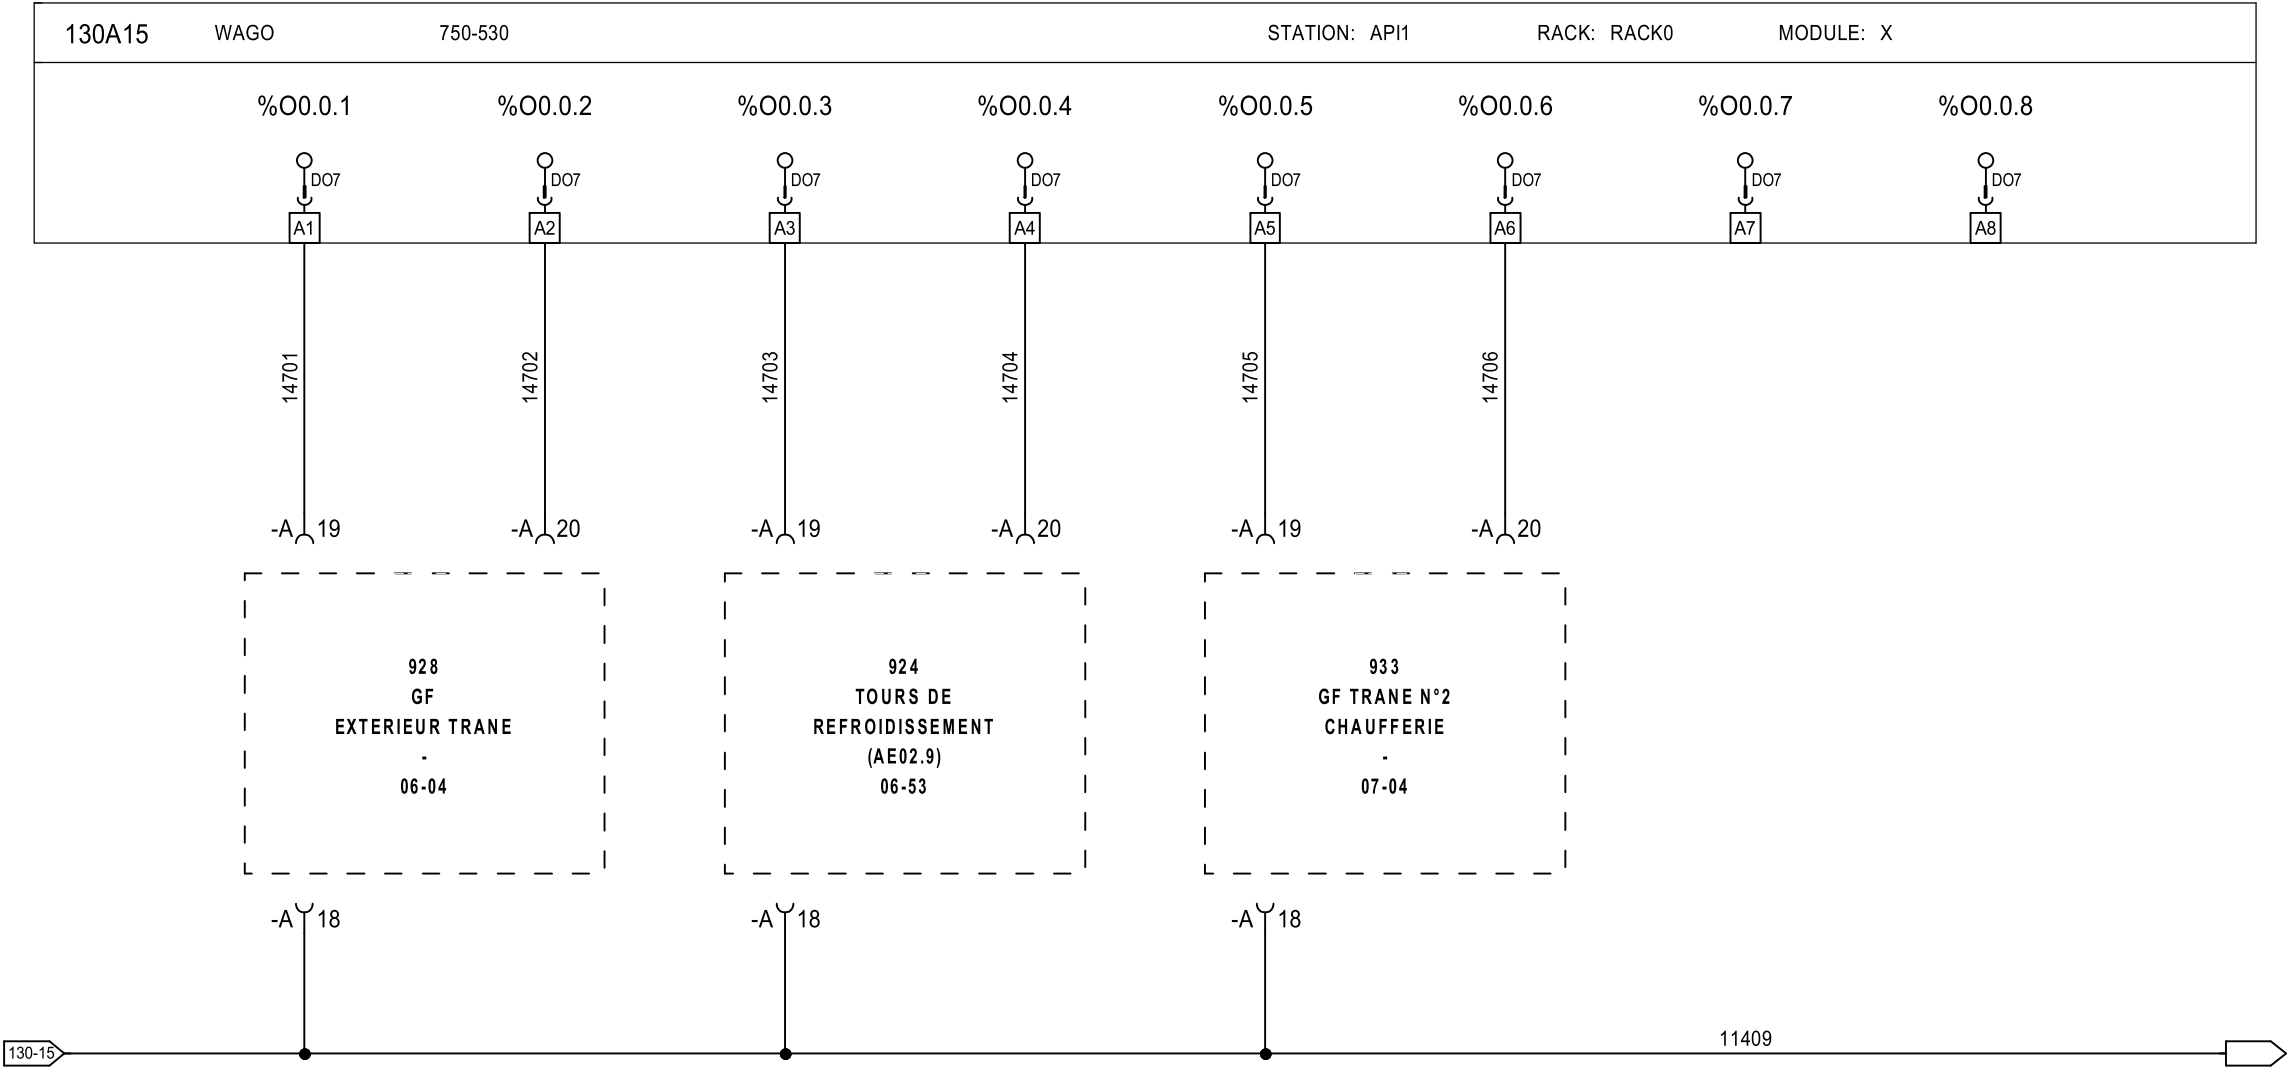 130A15 WAGO 750-530 STATION: API1 RACK: RACK0 MODULE: X
%O0.0.1 %O0.0.2 %O0.0.3 %O0.0.4 %O0.0.5 %O0.0.6 %O0.0.7 %O0.0.8
DO7 DO7 DO7 DO7 DO7 DO7 DO7 DO7
A1 A2 A3 A4 A5 A6 A7 A8
14701 14702 14703 14704 14705 14706
-A 19 -A 20 -A 19 -A 20 -A 19 -A 20
928
GF
EXTERIEUR TRANE
-
06-04
924
TOURS DE
REFROIDISSEMENT
(AE02.9)
06-53
933
GF TRANE N°2
CHAUFFERIE
-
07-04
-A 18 -A 18 -A 18
11409
130-15